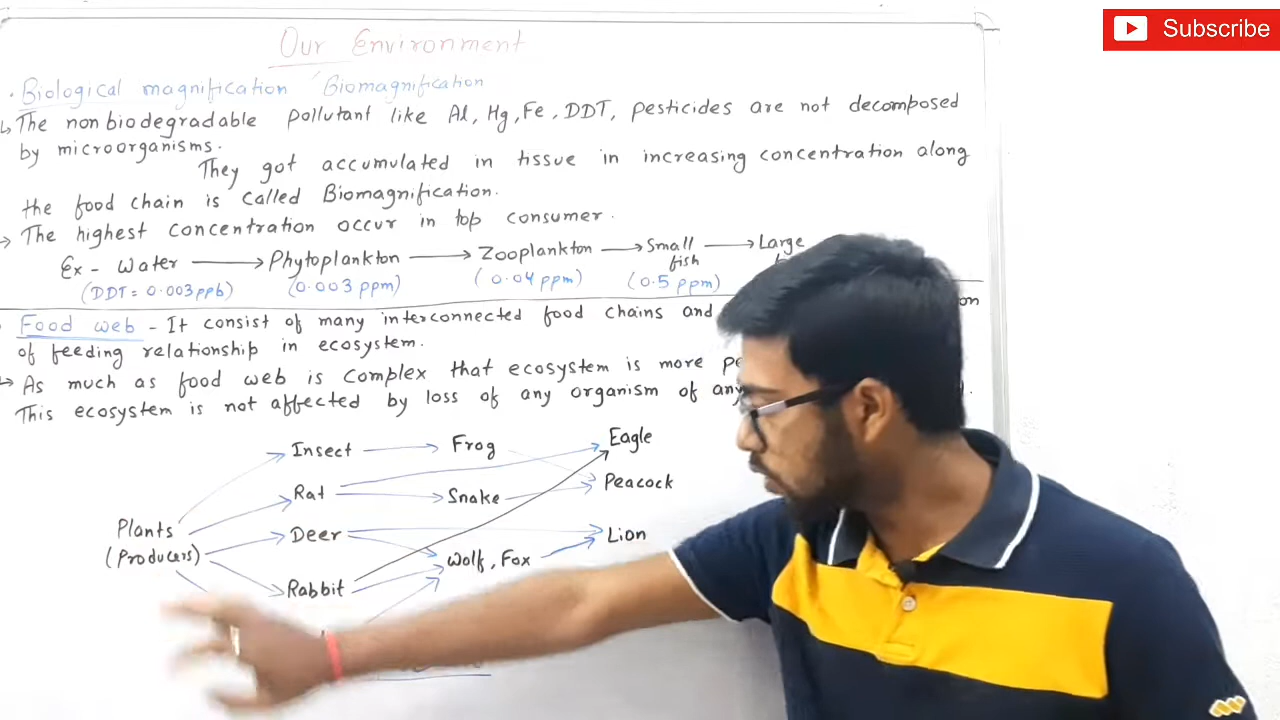 Subscribe
Our Environment
Biological magnification Biomagnification
The nonbiodegradable pollutant like Al, Hg, Fe, DDT, pesticides are not decomposed
by microorganisms.
They got accumulated in tissue in increasing concentration along
the food chain is called Biomagnification.
→ The highest concentration occur in top consumer.
Ex - Water → Phytoplankton → Zooplankton → Small fish → Large
(DDT = 0.003 ppb) (0.003 ppm) (0.04 ppm) (0.5 ppm)
Food web - It consist of many interconnected food chains and
of feeding relationship in ecosystem.
As much as food web is complex that ecosystem is more
This ecosystem is not affected by loss of any organism of any
Insect → Frog Eagle
Rat → Snake → Peacock
Plants
(Producers)
Deer → Lion
Wolf, Fox
Rabbit